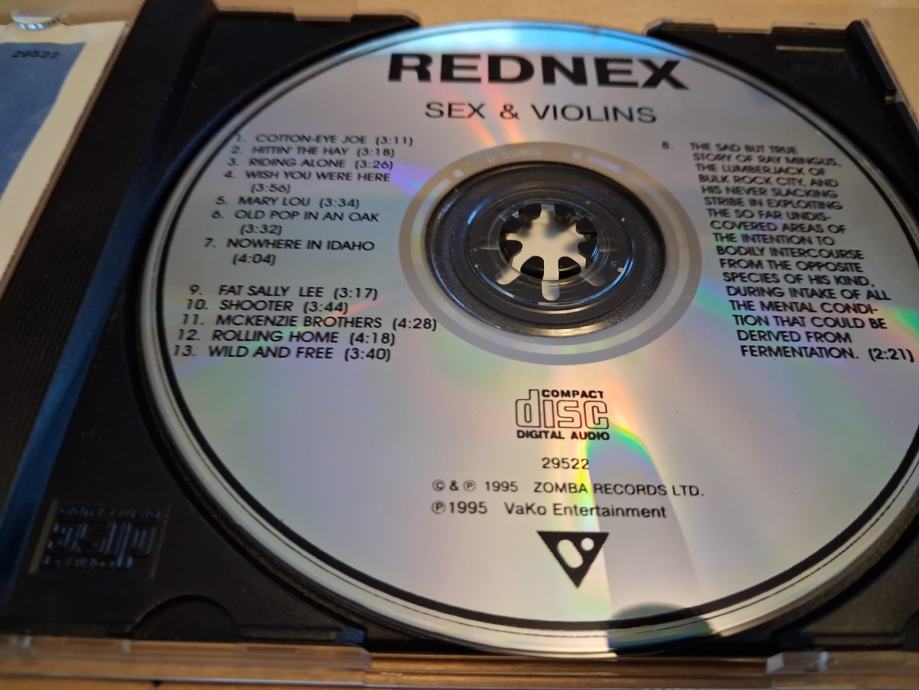 29522
REDNEX
SEX & VIOLINS
1. COTTON-EYE JOE (3:11)
2. HITTIN' THE HAY (3:18)
3. RIDING ALONE (3:26)
4. WISH YOU WERE HERE
(3:56)
5. MARY LOU (3:34)
6. OLD POP IN AN OAK
(3:32)
7. NOWHERE IN IDAHO
(4:04)
8. THE SAD BUT TRUE
STORY OF RAY MINGUS,
THE LUMBERJACK OF
BULK ROCK CITY, AND
HIS NEVER SLACKING
STRIBE IN EXPLOITING
THE SO FAR UNDIS-
COVERED AREAS OF
THE INTENTION TO
BODILY INTERCOURSE
FROM THE OPPOSITE
SPECIES OF HIS KIND,
DURING INTAKE OF ALL
THE MENTAL CONDI-
TION THAT COULD BE
DERIVED FROM
FERMENTATION. (2:21)
9. FAT SALLY LEE (3:17)
10. SHOOTER (3:44)
11. MCKENZIE BROTHERS (4:28)
12. ROLLING HOME (4:18)
13. WILD AND FREE (3:40)
COMPACT
disc
DIGITAL AUDIO
29522
© & ℗ 1995 ZOMBA RECORDS LTD.
℗1995 VaKo Entertainment